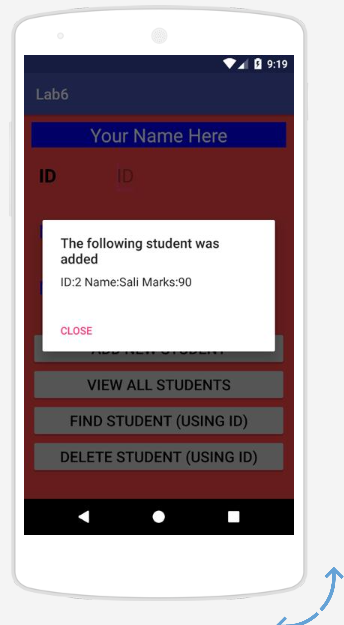 9:19
Lab6
Your Name Here
ID ID
The following student was
added
ID:2 Name:Sali Marks:90
CLOSE
ADD NEW STUDENT
VIEW ALL STUDENTS
FIND STUDENT (USING ID)
DELETE STUDENT (USING ID)